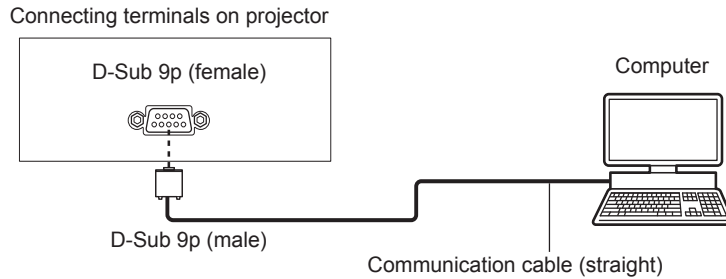 Connecting terminals on projector
D-Sub 9p (female)
Computer
D-Sub 9p (male)
Communication cable (straight)